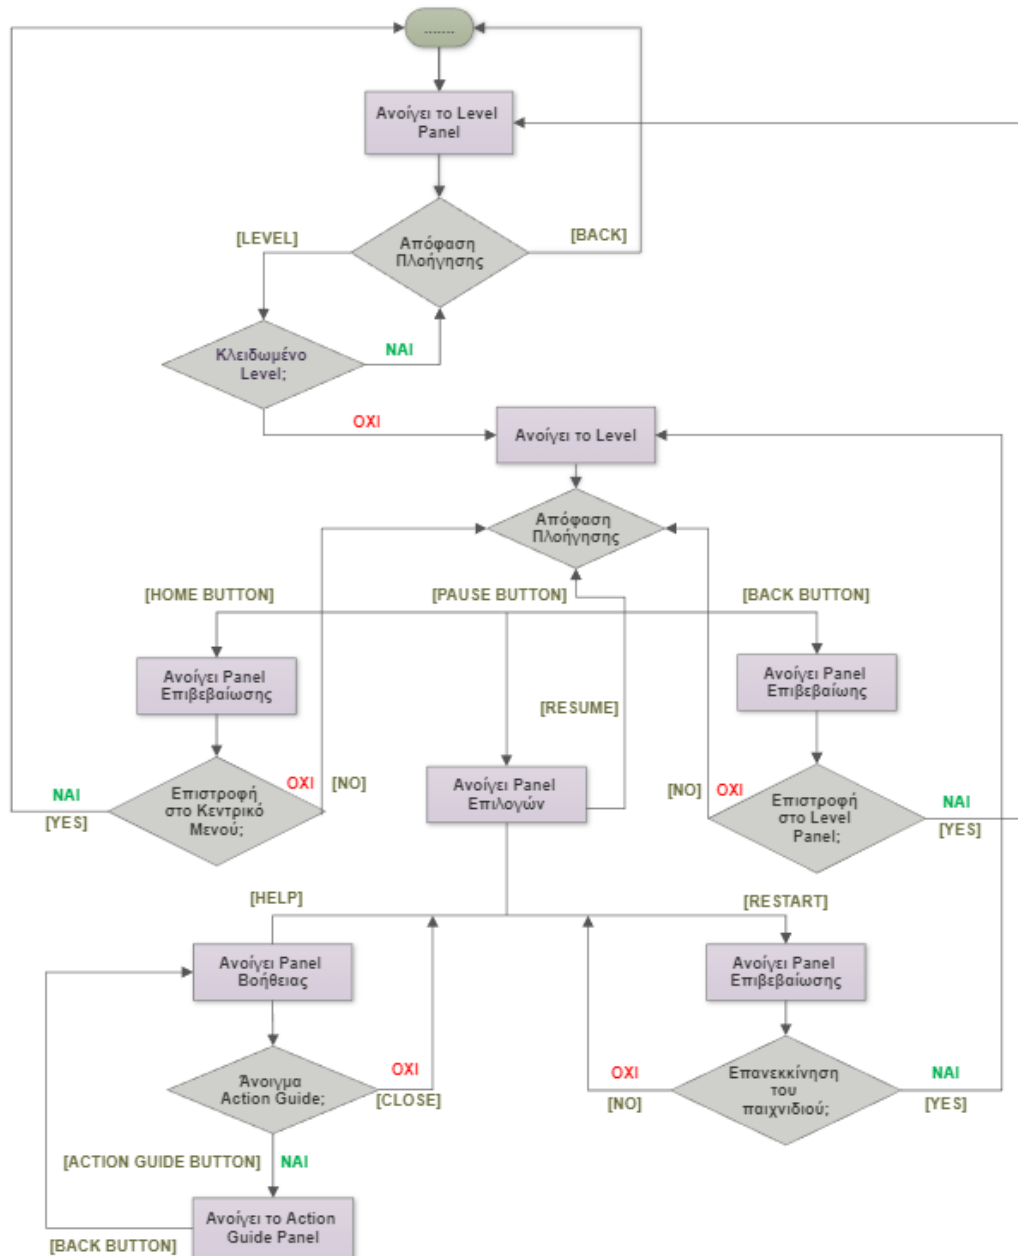 .......
Ανοίγει το Level
Panel
[LEVEL]
Απόφαση
Πλοήγησης
[BACK]
Κλειδωμένο
Level;
ΝΑΙ
ΟΧΙ
Ανοίγει το Level
Απόφαση
Πλοήγησης
[HOME BUTTON]
[PAUSE BUTTON]
[BACK BUTTON]
Ανοίγει Panel
Επιβεβαίωσης
Ανοίγει Panel
Επιβεβαίωης
[RESUME]
Ανοίγει Panel
Επιλογών
ΝΑΙ
[YES]
Επιστροφή
στο Κεντρικό
Μενού;
ΟΧΙ
[NO]
[NO]
ΟΧΙ
Επιστροφή
στο Level
Panel;
ΝΑΙ
[YES]
[HELP]
[RESTART]
Ανοίγει Panel
Βοήθειας
Ανοίγει Panel
Επιβεβαίωσης
Άνοιγμα
Action Guide;
ΟΧΙ
[CLOSE]
ΟΧΙ
[NO]
Επανεκκίνηση
του
παιχνιδιού;
ΝΑΙ
[YES]
[ACTION GUIDE BUTTON]
ΝΑΙ
Ανοίγει το Action
Guide Panel
[BACK BUTTON]